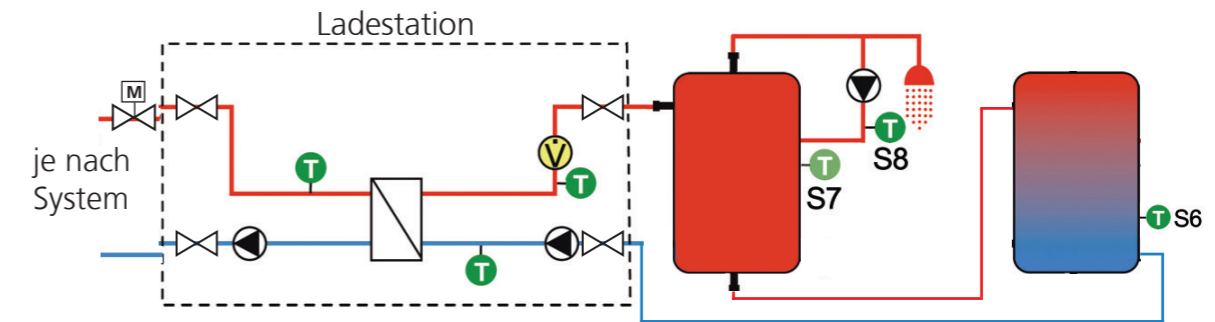 Ladestation
M
je nach
System
T
V̇
T
T
T
S8
T
S7
T
S6